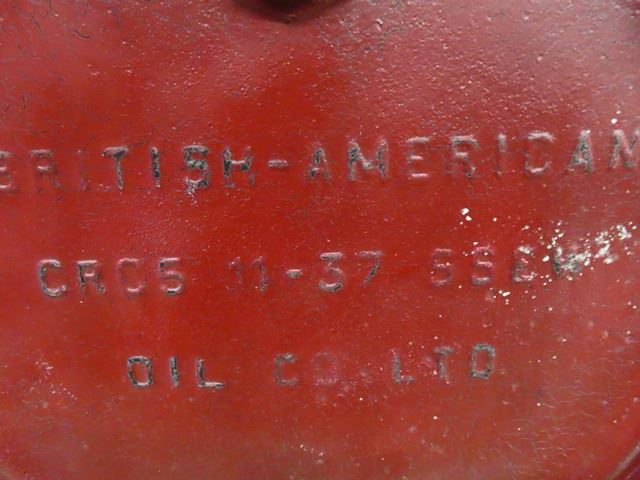 BRITISH-AMERICAN
CRC5 11-37
OIL CO LTD